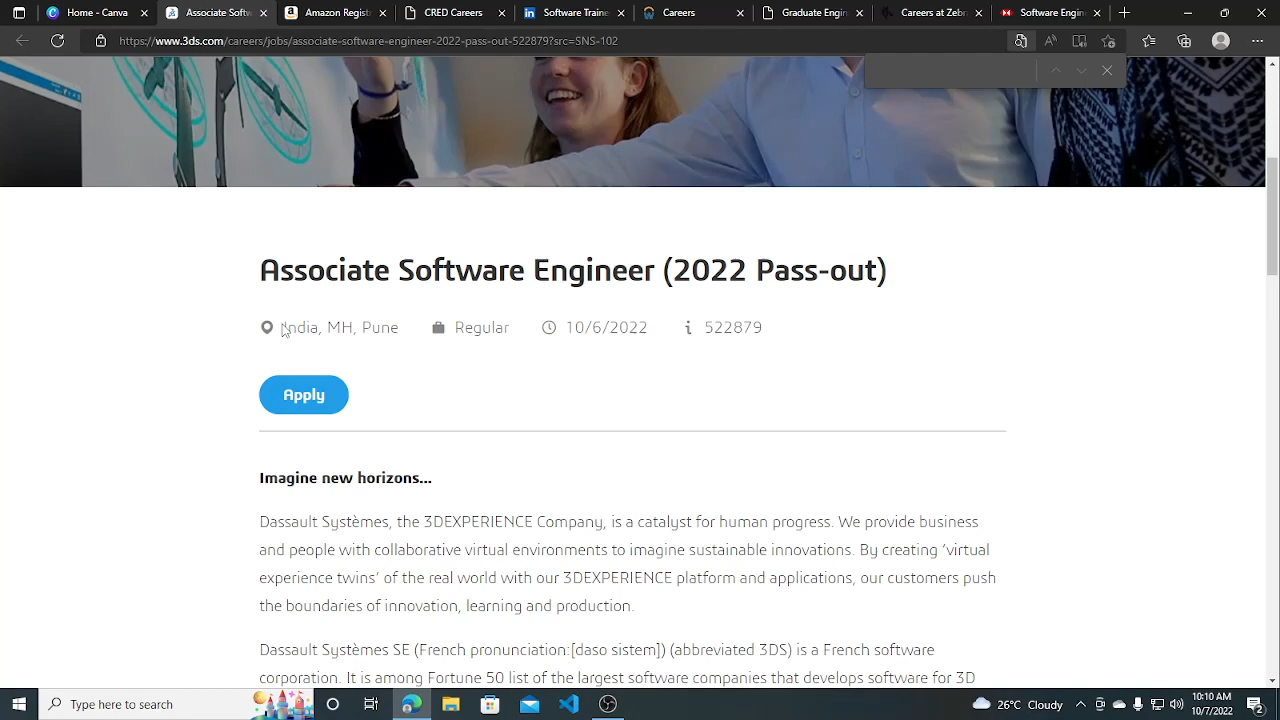 Home - Canva
Associate Softw
Amazon Registra
CRED Careers
Software Traine
Careers
Graduate Engin
Careers at Zebr
Software Engin
https://www.3ds.com/careers/jobs/associate-software-engineer-2022-pass-out-522879?src=SNS-102
Associate Software Engineer (2022 Pass-out)
India, MH, Pune Regular 10/6/2022 522879
Apply
Imagine new horizons...
Dassault Systèmes, the 3DEXPERIENCE Company, is a catalyst for human progress. We provide business
and people with collaborative virtual environments to imagine sustainable innovations. By creating ‘virtual
experience twins’ of the real world with our 3DEXPERIENCE platform and applications, our customers push
the boundaries of innovation, learning and production.
Dassault Systèmes SE (French pronunciation:[daso sistem]) (abbreviated 3DS) is a French software
corporation. It is among Fortune 50 list of the largest software companies that develops software for 3D
Type here to search
26°C Cloudy
10:10 AM
10/7/2022